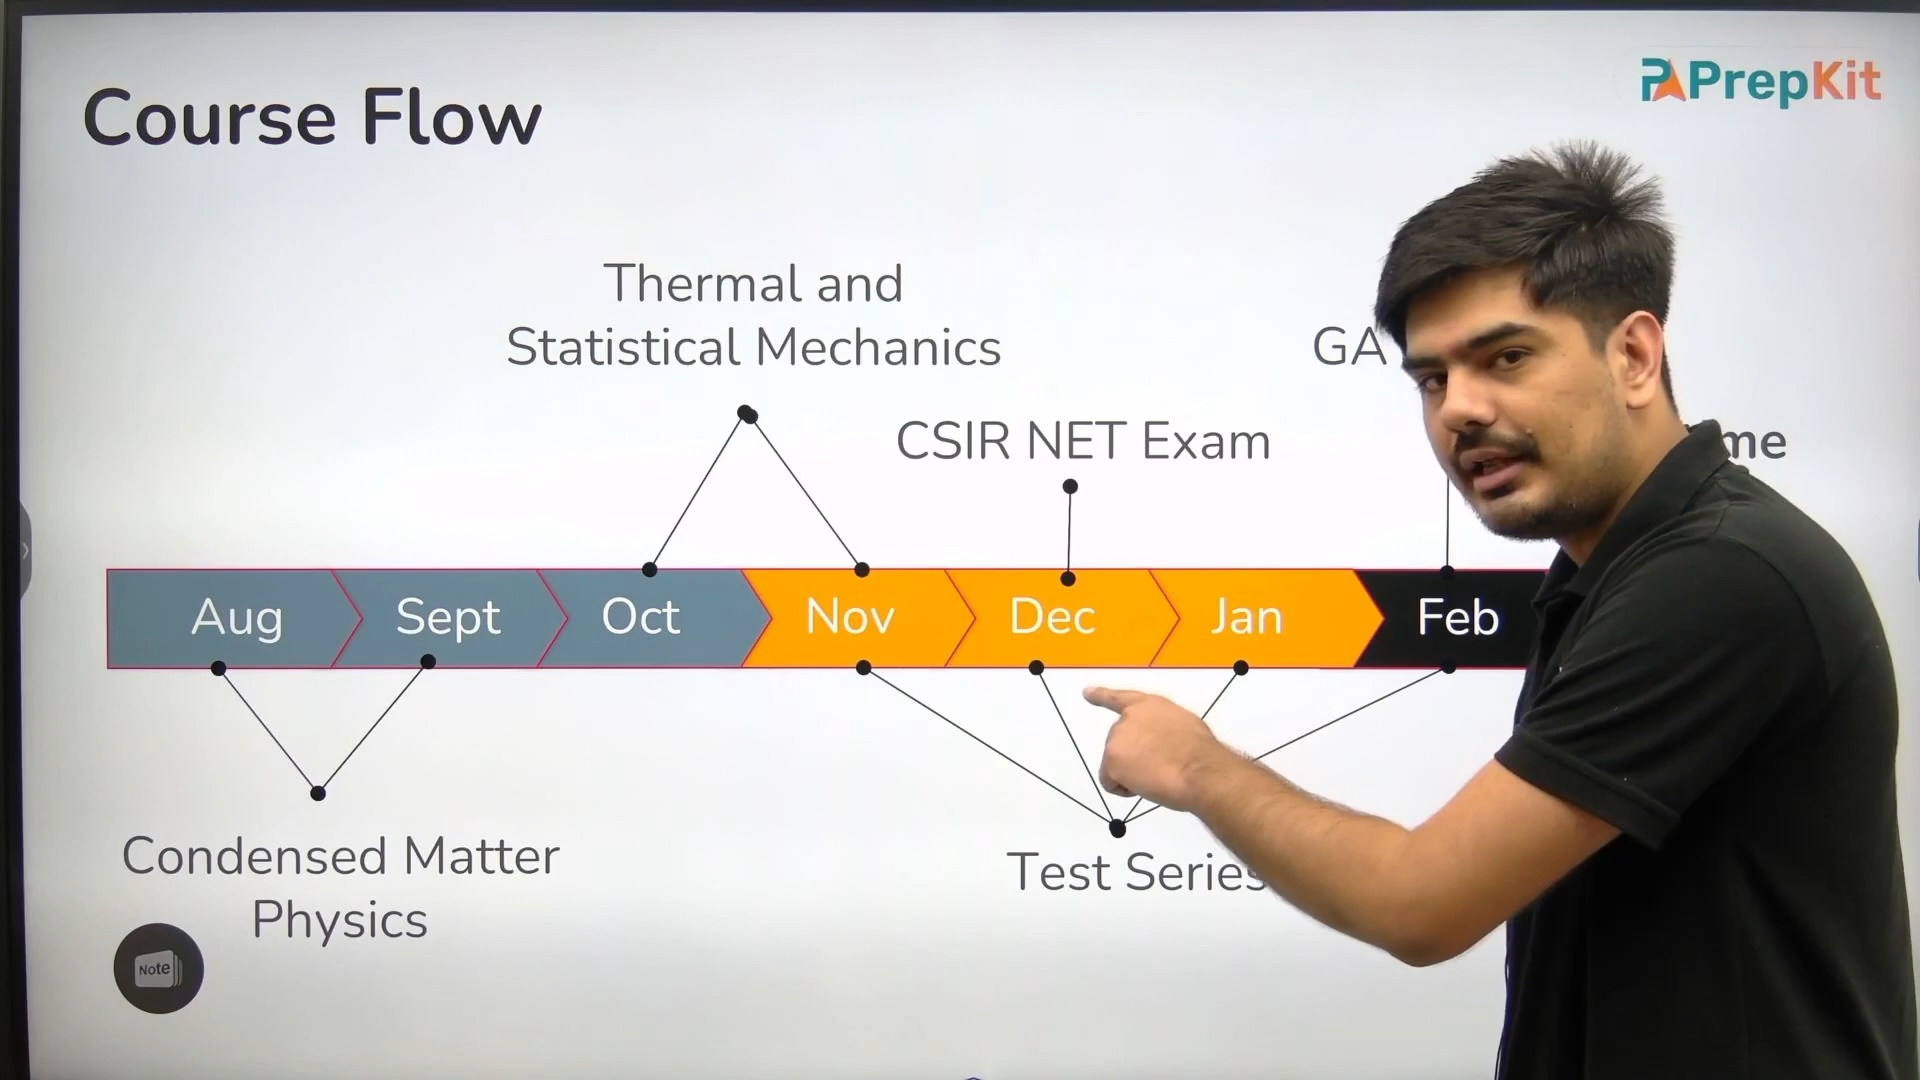 Course Flow
PrepKit
Thermal and
Statistical Mechanics
GA
CSIR NET Exam
Aug Sept Oct Nov Dec Jan Feb
Condensed Matter
Physics
Test Series
Note